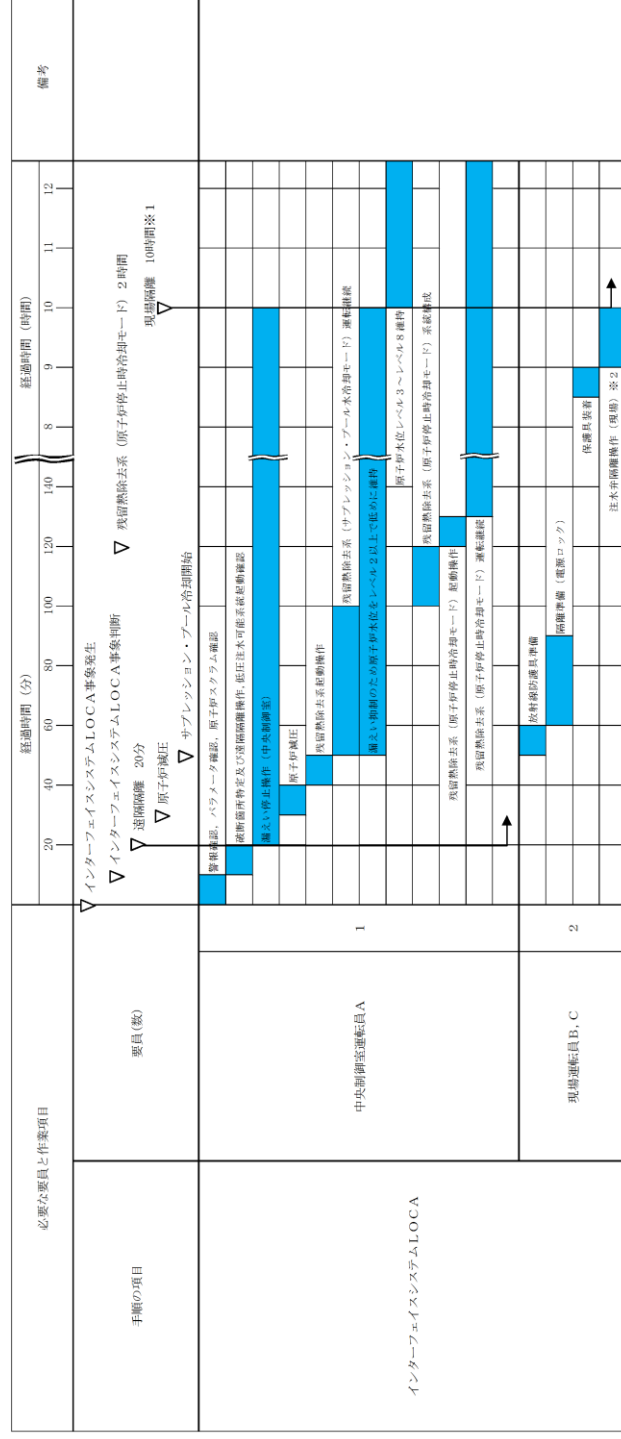 必要な要員と作業項目
経過時間（分）
経過時間（時間）
備考
手順の項目
要員(数)
20
40
60
80
100
120
140
8
9
10
11
12
インターフェイスシステムＬＯＣＡ事象発生
インターフェイスシステムＬＯＣＡ事象判断
遠隔隔離 20分
原子炉減圧
サプレッション・プール冷却開始
残留熱除去系（原子炉停止時冷却モード）２時間
現場隔離 10時間※１
インターフェイスシステムＬＯＣＡ
中央制御室運転員Ａ
1
警報確認，パラメータ確認，原子炉スクラム確認
破断箇所特定及び遠隔隔離操作，低圧注水可能系統起動確認
漏えい停止操作（中央制御室）
原子炉減圧
残留熱除去系起動操作
残留熱除去系（サプレッション・プール水冷却モード）運転継続
漏えい抑制のため原子炉水位をレベル２以上で低めに維持
原子炉水位レベル３～レベル８維持
残留熱除去系（原子炉停止時冷却モード）系統構成
残留熱除去系（原子炉停止時冷却モード）起動操作
残留熱除去系（原子炉停止時冷却モード）運転継続
現場運転員Ｂ，Ｃ
2
放射線防護具準備
隔離準備（電源ロック）
保護具装着
注水弁隔離操作（現場）※２